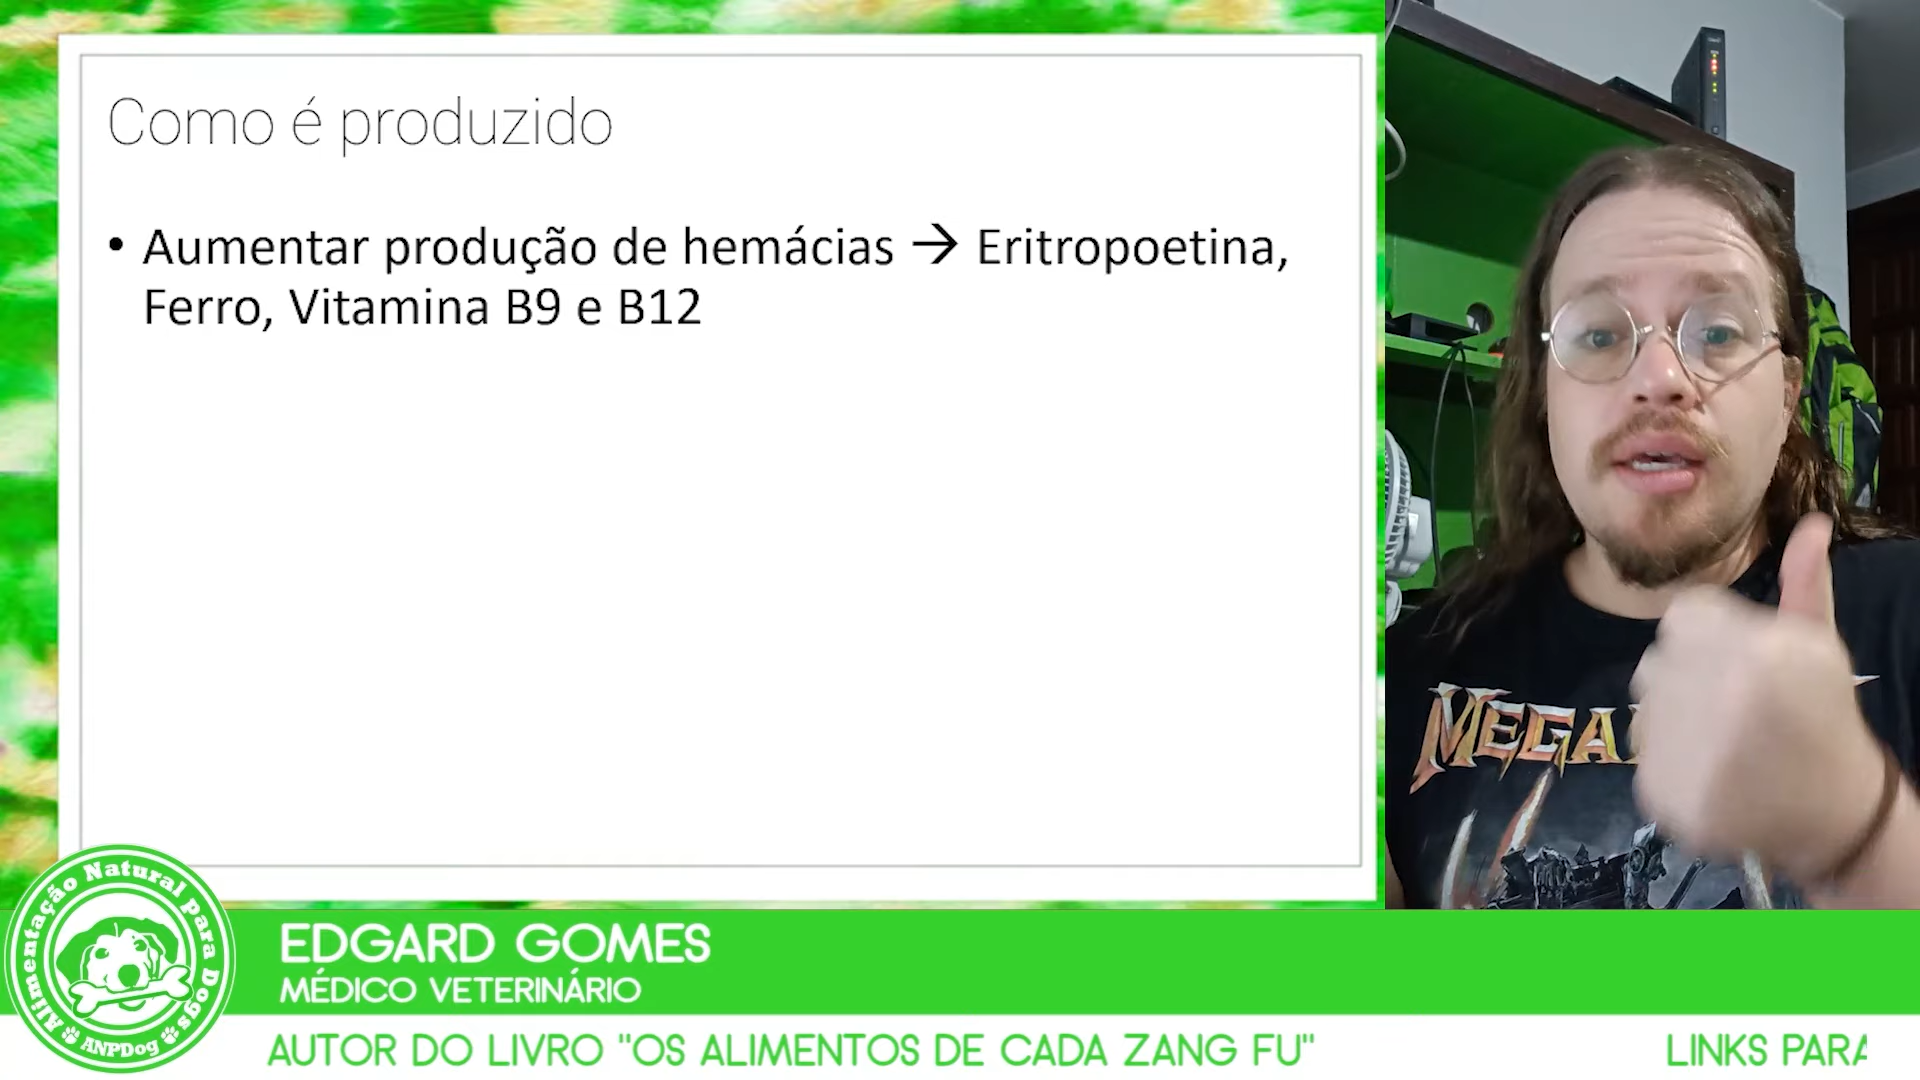 Como é produzido
• Aumentar produção de hemácias → Eritropoetina,
Ferro, Vitamina B9 e B12
MEGA
Alimentação Natural para Dogs
ANPDog
EDGARD GOMES
MÉDICO VETERINÁRIO
AUTOR DO LIVRO "OS ALIMENTOS DE CADA ZANG FU"
LINKS PARA